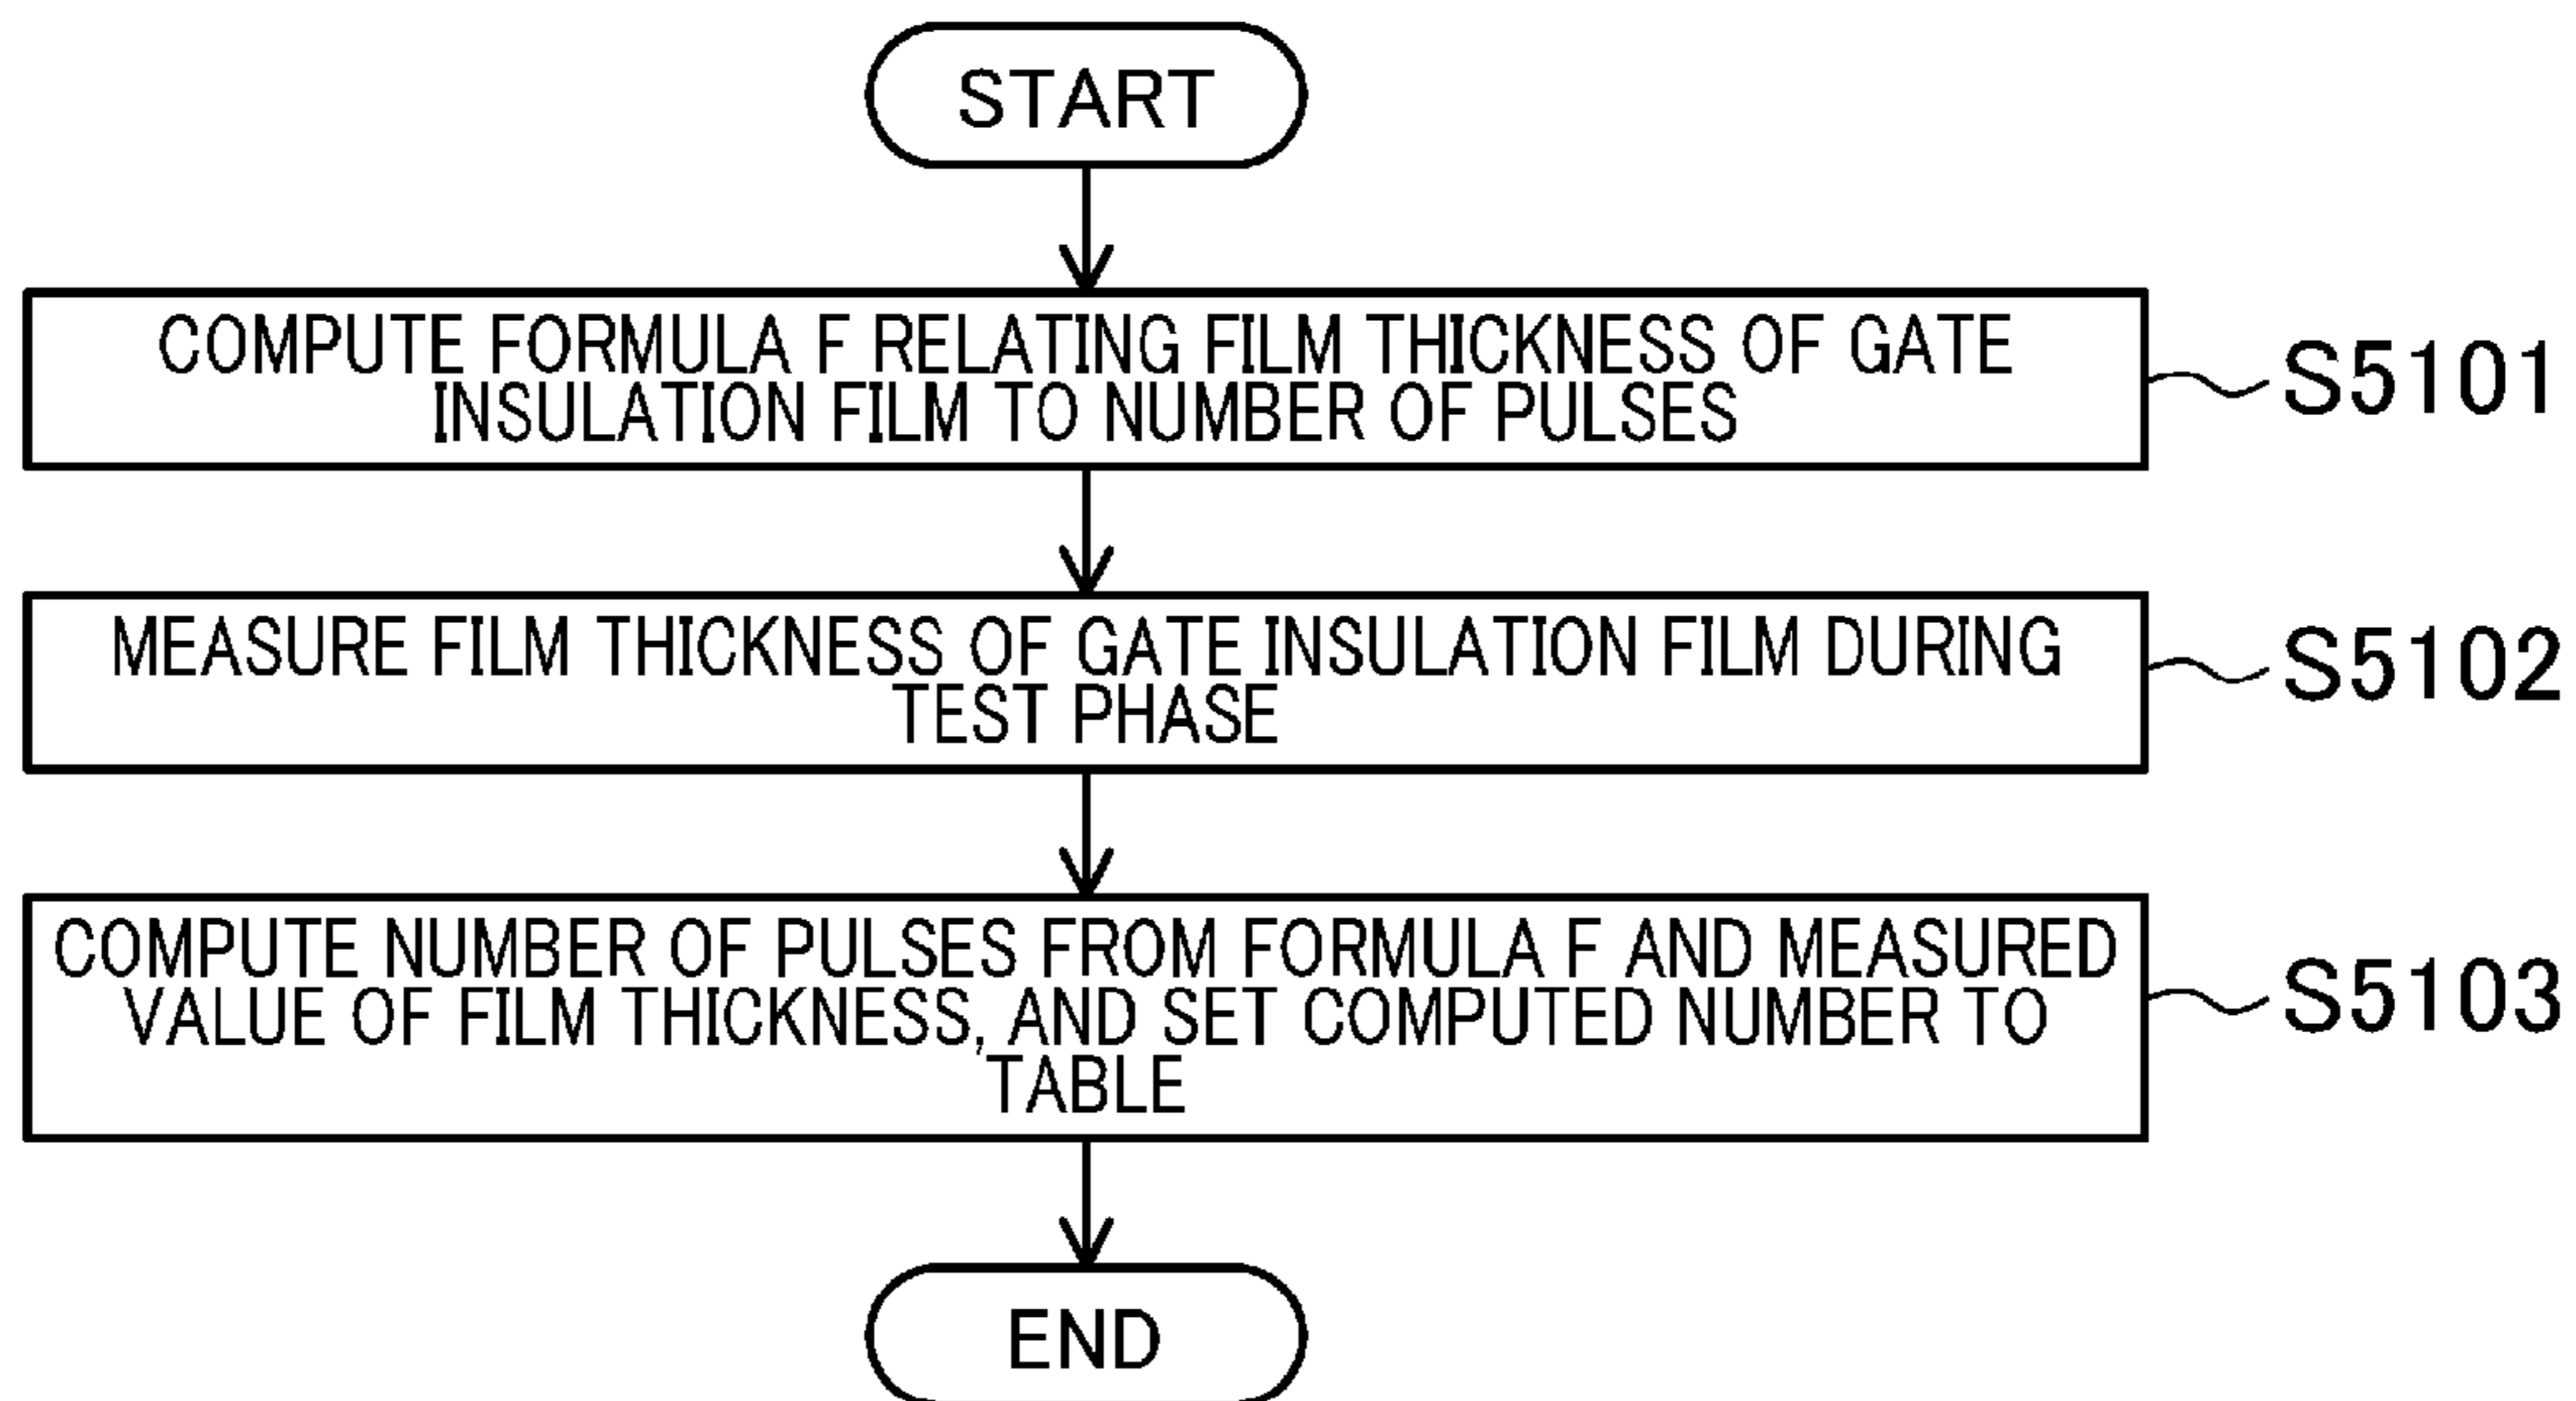 START
COMPUTE FORMULA F RELATING FILM THICKNESS OF GATE
INSULATION FILM TO NUMBER OF PULSES
S5101
MEASURE FILM THICKNESS OF GATE INSULATION FILM DURING
TEST PHASE
S5102
COMPUTE NUMBER OF PULSES FROM FORMULA F AND MEASURED
VALUE OF FILM THICKNESS, AND SET COMPUTED NUMBER TO
TABLE
S5103
END